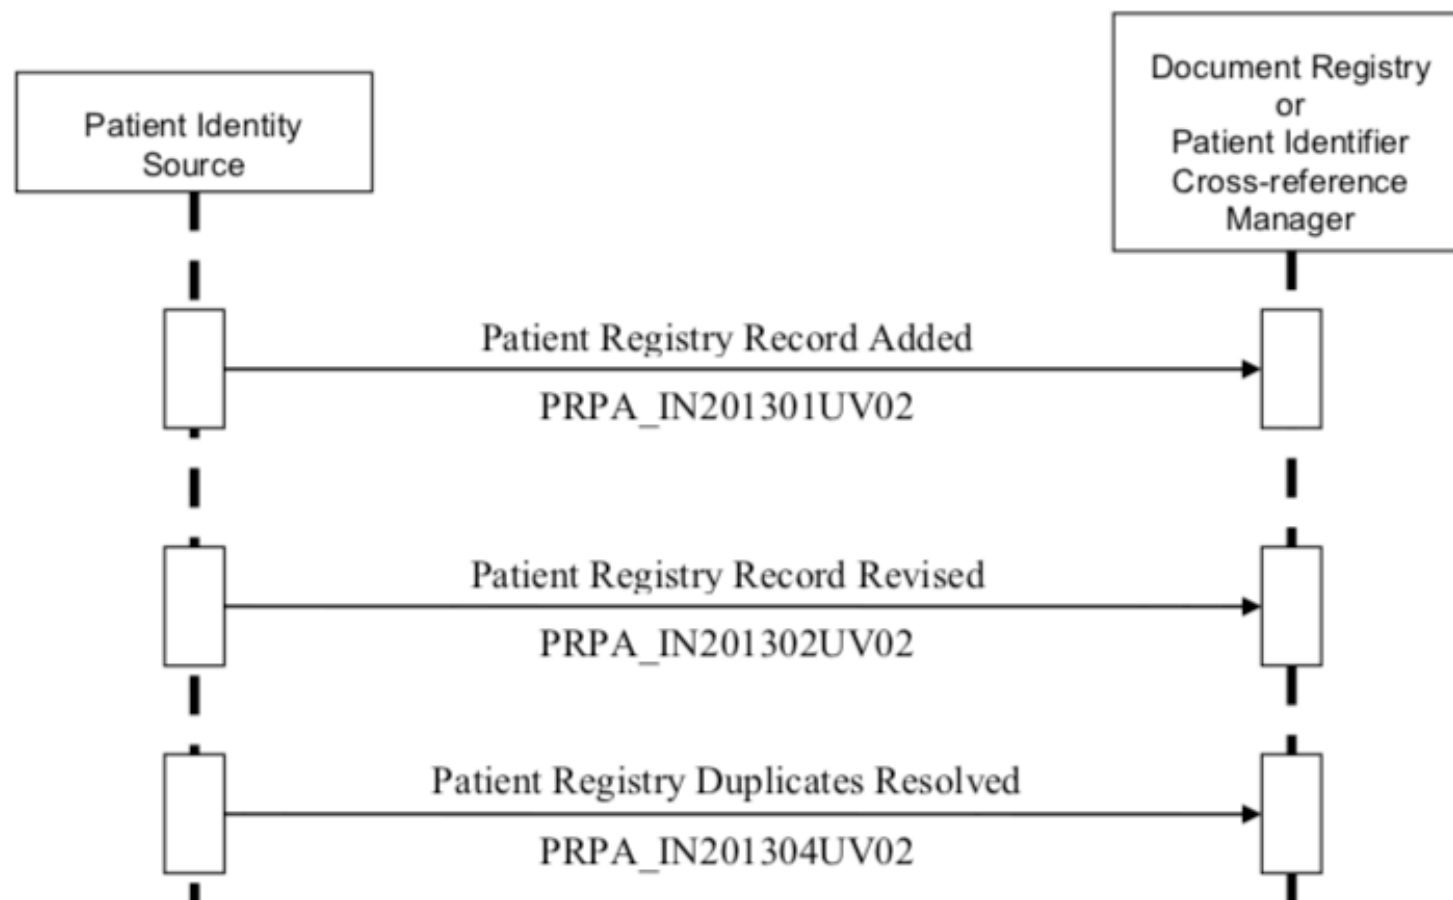 Patient Identity
Source
Document Registry
or
Patient Identifier
Cross-reference
Manager
Patient Registry Record Added
PRPA_IN201301UV02
Patient Registry Record Revised
PRPA_IN201302UV02
Patient Registry Duplicates Resolved
PRPA_IN201304UV02